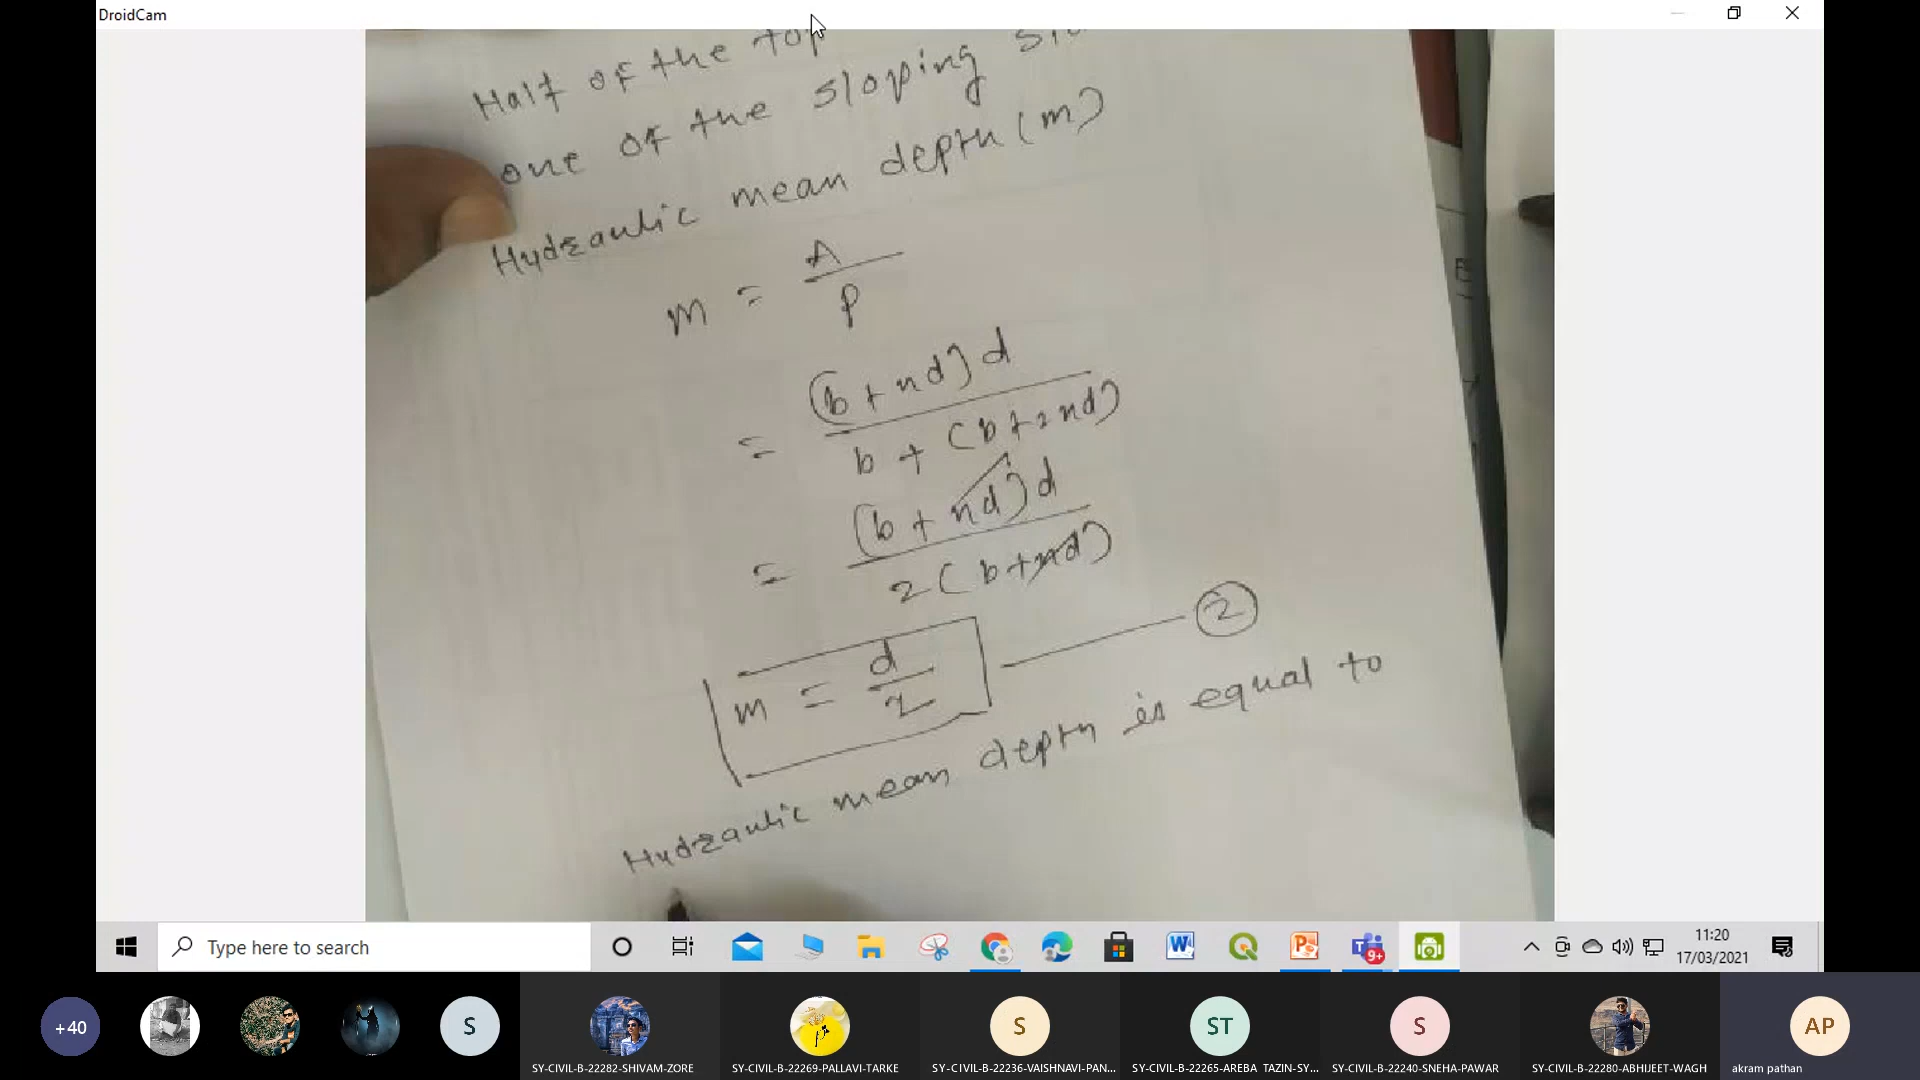 DroidCam
Half of the top
one of the sloping
Hydraulic mean depth (m)
m = A/P
= (b + nd) d / b + (b + 2nd)
= (b + nd) d / 2 (b + nd)
m = d/2 ② 
Hydraulic mean depth is equal to
Type here to search
9+
11:20
17/03/2021
+40
S
S
ST
S
AP
SY-CIVIL-B-22282-SHIVAM-ZORE
SY-CIVIL-B-22269-PALLAVI-TARKE
SY-CIVIL-B-22236-VAISHNAVI-PAN...
SY-CIVIL-B-22265-AREBA TAZIN-SY...
SY-CIVIL-B-22240-SNEHA-PAWAR
SY-CIVIL-B-22280-ABHIJEET-WAGH
akram pathan